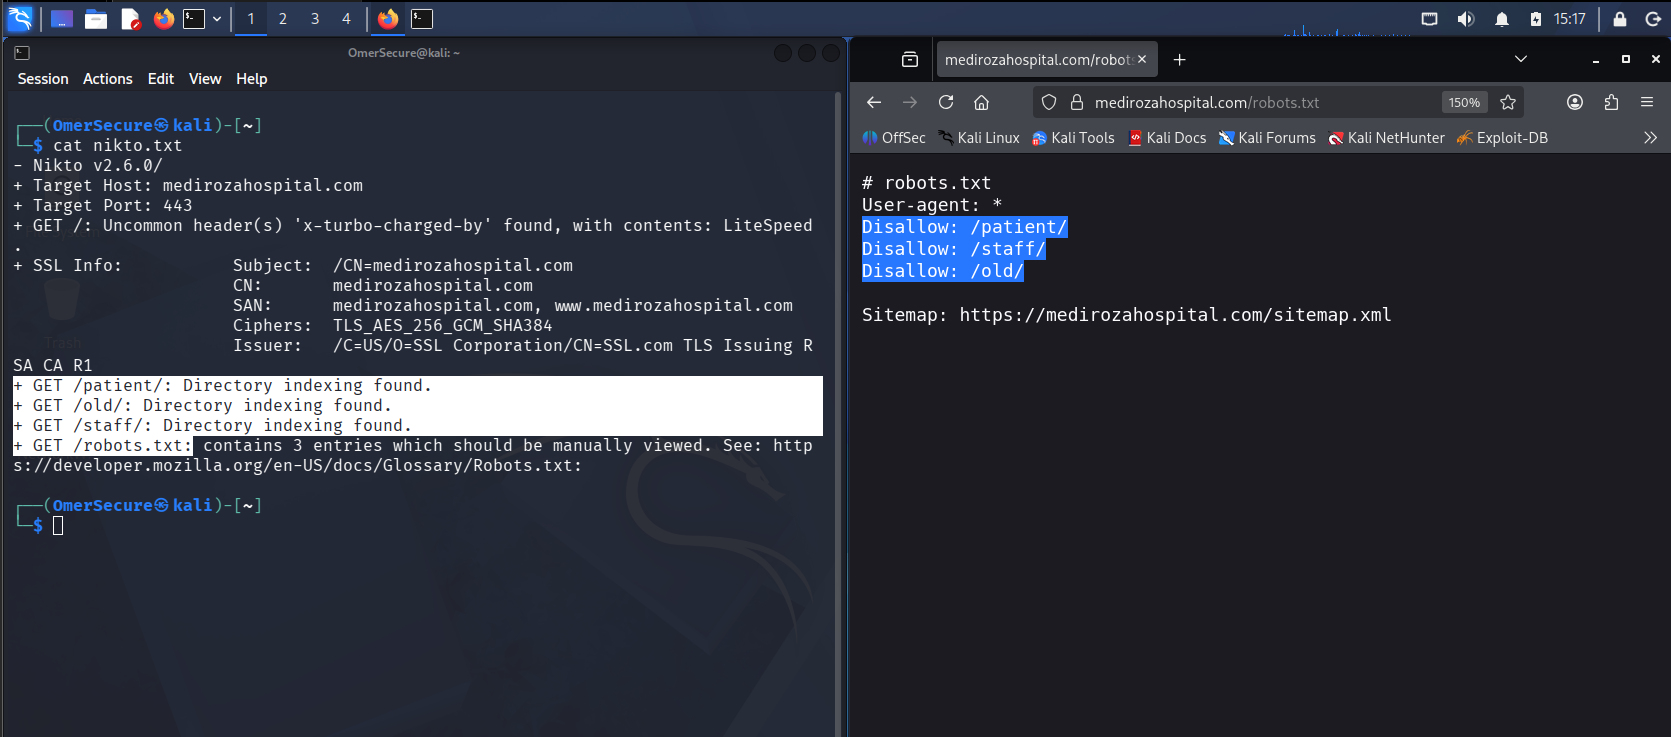 1 2 3 4
15:17
OmerSecure@kali: ~
Session Actions Edit View Help
┌──(OmerSecure㉿kali)-[~]
└─$ cat nikto.txt
- Nikto v2.6.0/
+ Target Host: medirozahospital.com
+ Target Port: 443
+ GET /: Uncommon header(s) 'x-turbo-charged-by' found, with contents: LiteSpeed
.
+ SSL Info: Subject: /CN=medirozahospital.com
CN: medirozahospital.com
SAN: medirozahospital.com, www.medirozahospital.com
Ciphers: TLS_AES_256_GCM_SHA384
Issuer: /C=US/O=SSL Corporation/CN=SSL.com TLS Issuing R
SA CA R1
+ GET /patient/: Directory indexing found.
+ GET /old/: Directory indexing found.
+ GET /staff/: Directory indexing found.
+ GET /robots.txt: contains 3 entries which should be manually viewed. See: http
s://developer.mozilla.org/en-US/docs/Glossary/Robots.txt:
┌──(OmerSecure㉿kali)-[~]
└─$
Trash
medirozahospital.com/robots
medirozahospital.com/robots.txt 150%
OffSec Kali Linux Kali Tools Kali Docs Kali Forums Kali NetHunter Exploit-DB
# robots.txt
User-agent: *
Disallow: /patient/
Disallow: /staff/
Disallow: /old/
Sitemap: https://medirozahospital.com/sitemap.xml